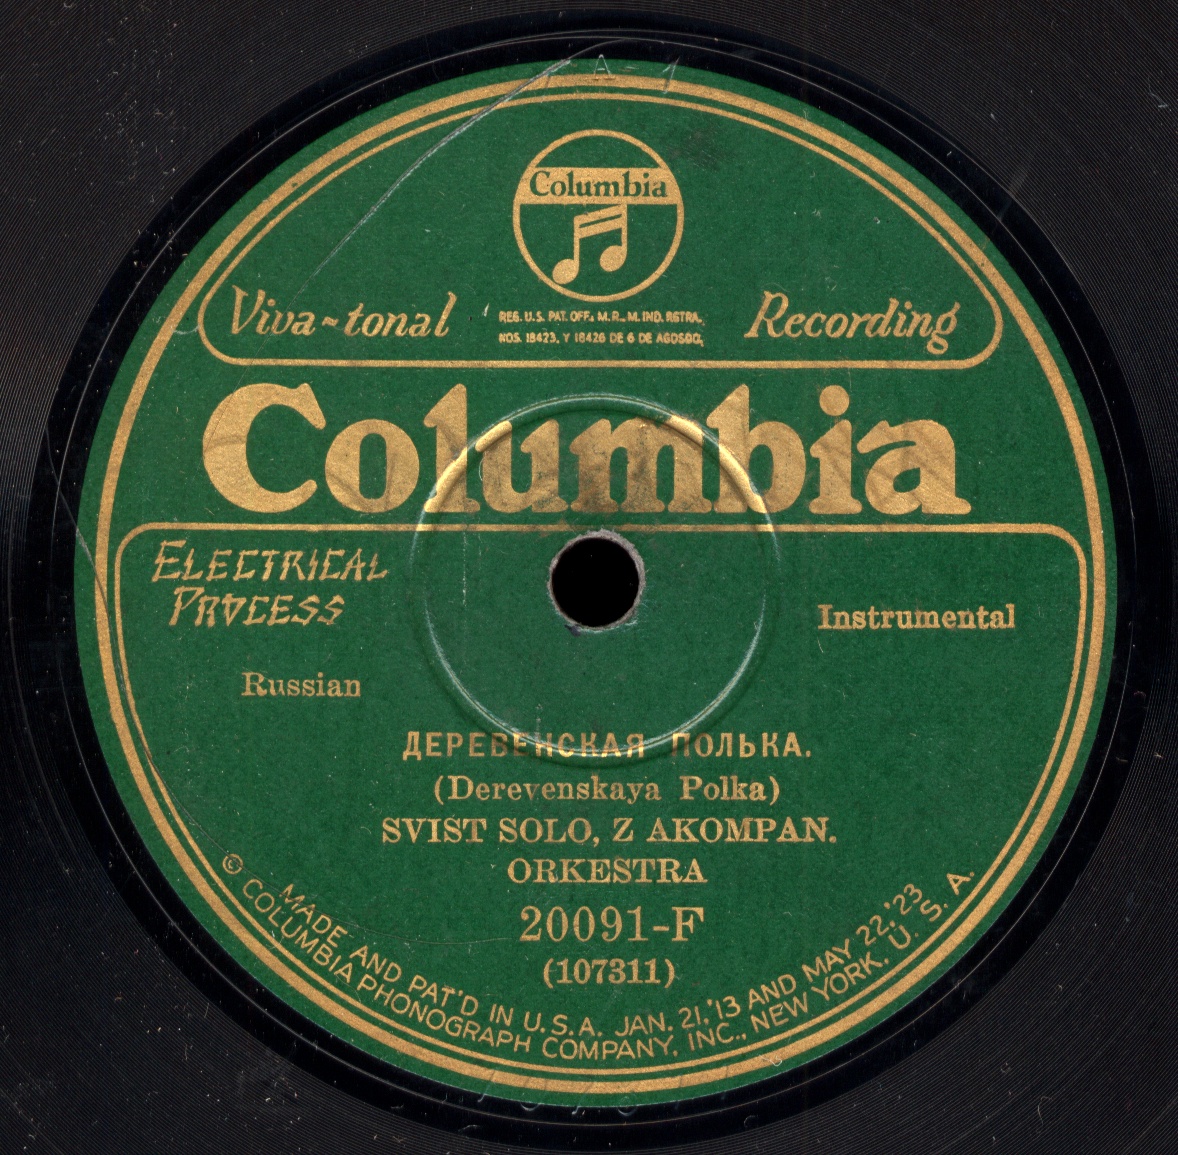 A-1
Columbia
Viva-tonal
REG. U.S. PAT. OFF. M.R., M. IND. RGTRA.
NOS. 18423, Y 18426 DE 6 DE AGOSOO,
Recording
Columbia
ELECTRICAL
PROCESS
Instrumental
Russian
ДЕРЕВЕНСКАЯ ПОЛЬКА.
(Derevenskaya Polka)
SVIST SOLO, Z AKOMPAN.
ORKESTRA
20091-F
(107311)
MADE AND PAT'D IN U.S.A. JAN. 21, '13 AND MAY 22, '23
© COLUMBIA PHONOGRAPH COMPANY, INC., NEW YORK, U. S. A.